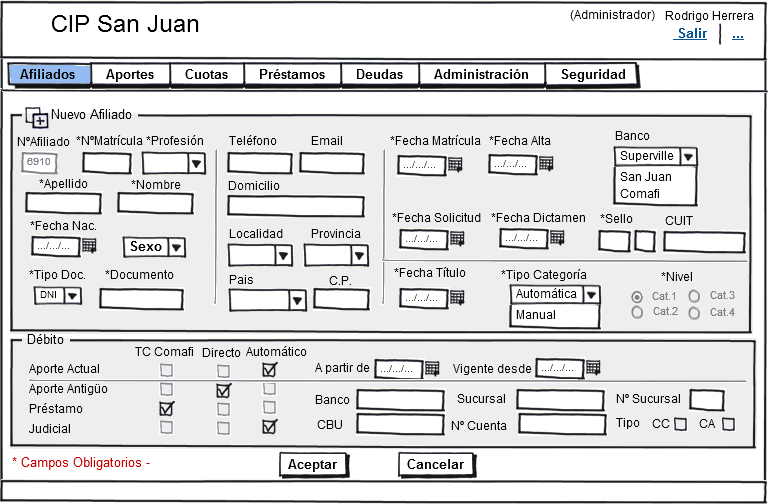 CIP San Juan
(Administrador) Rodrigo Herrera
Salir | ...
Afiliados Aportes Cuotas Préstamos Deudas Administración Seguridad
Nuevo Afiliado
NºAfiliado *NºMatrícula *Profesión Teléfono Email *Fecha Matrícula *Fecha Alta Banco
6910 .../.../... .../.../... Superville
San Juan
Comafi
*Apellido *Nombre Domicilio
*Fecha Nac. Localidad Provincia *Fecha Solicitud *Fecha Dictamen *Sello CUIT
.../.../... Sexo .../.../... .../.../...
*Tipo Doc. *Documento Pais C.P. *Fecha Título *Tipo Categoría *Nivel
DNI .../.../... Automática Cat.1 Cat.3
Manual Cat.2 Cat.4
Débito
TC Comafi Directo Automático
Aporte Actual A partir de .../.../... Vigente desde .../.../...
Aporte Antigüo
Banco Sucursal Nº Sucursal
Préstamo
Judicial CBU Nº Cuenta Tipo CC CA
* Campos Obligatorios -
Aceptar Cancelar